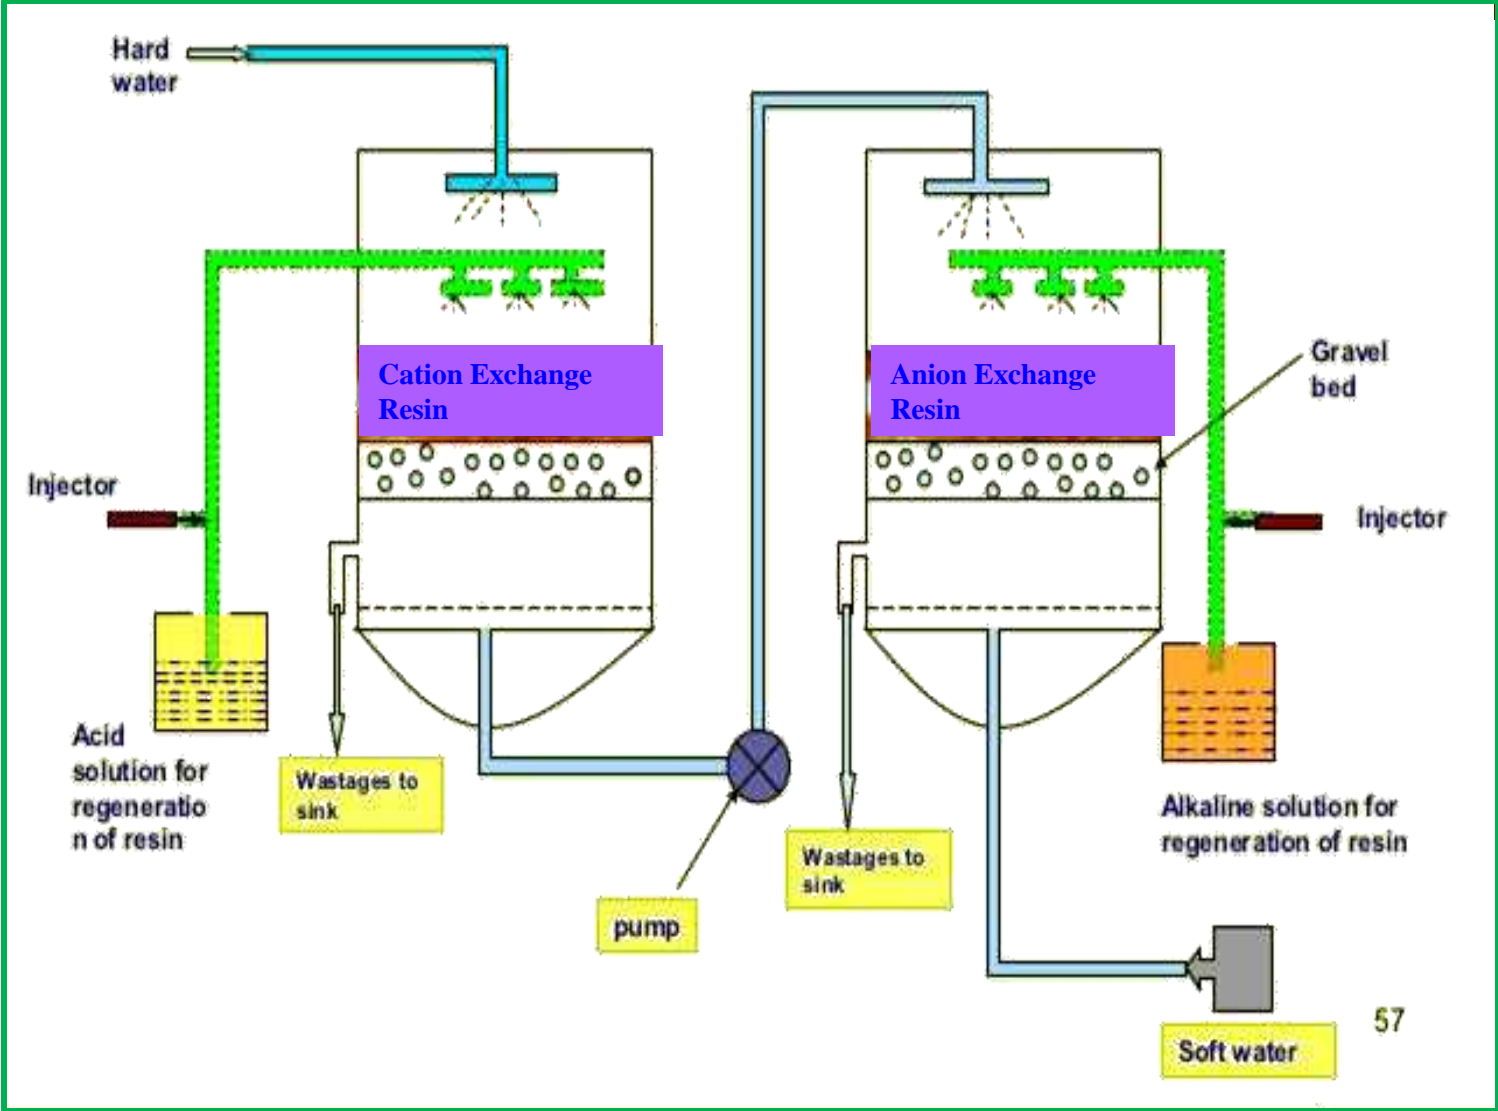 Hard
water
Cation Exchange
Resin
Anion Exchange
Resin
Gravel
bed
Injector
Injector
Acid
solution for
regeneratio
n of resin
Wastages to
sink
Alkaline solution for
regeneration of resin
Wastages to
sink
pump
57
Soft water